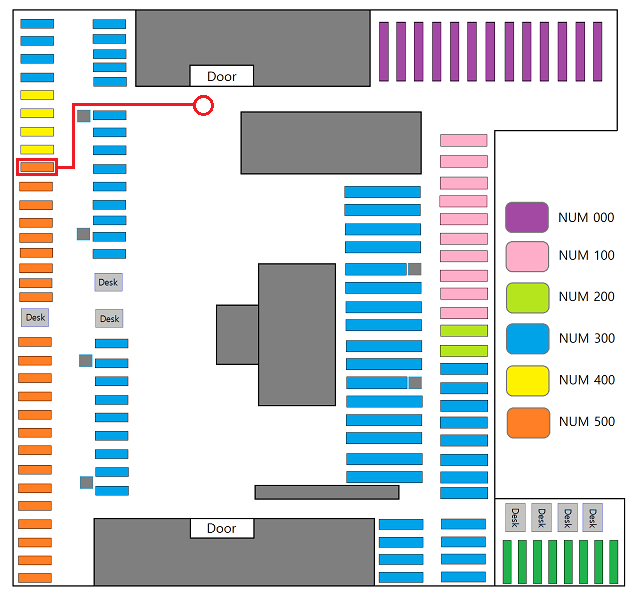 Door
NUM 000
NUM 100
Desk
NUM 200
Desk
Desk
NUM 300
NUM 400
NUM 500
Door
Desk
Desk
Desk
Desk